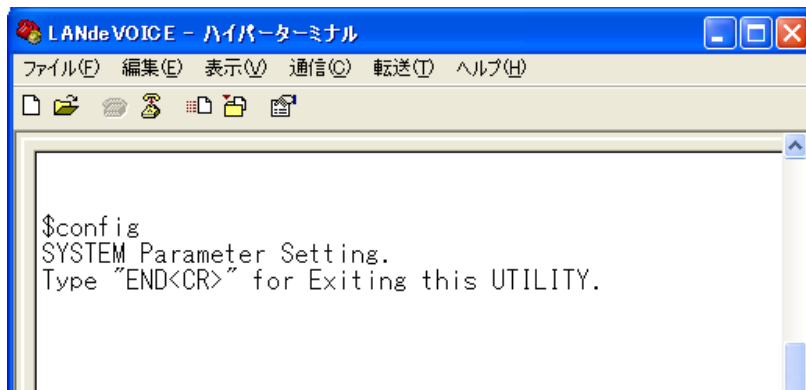 LANdeVOICE - ハイパーターミナル
ファイル(F) 編集(E) 表示(V) 通信(C) 転送(T) ヘルプ(H)
$config
SYSTEM Parameter Setting.
Type "END<CR>" for Exiting this UTILITY.